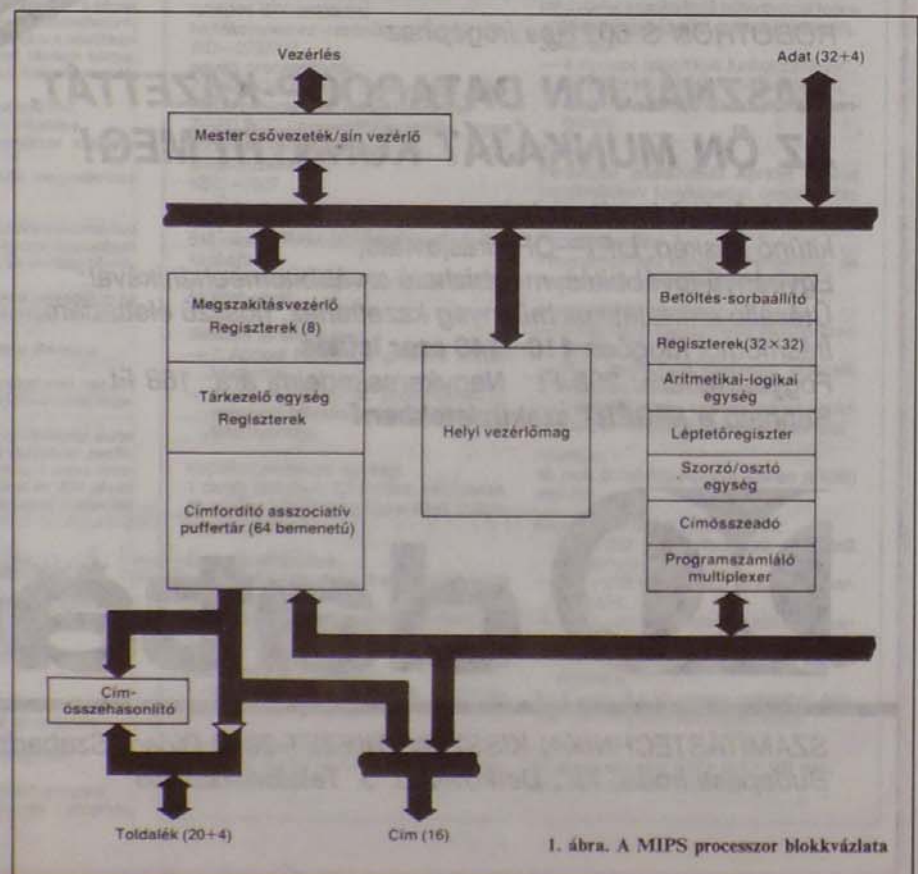 Vezérlés
Adat (32+4)
Mester csővezeték/sín vezérlő
Megszakításvezérlő
Regiszterek (8)
Tárkezelő egység
Regiszterek
Címfordító asszociatív
puffertár (64 bemenetű)
Helyi vezérlőmag
Betöltés-sorbaállító
Regiszterek(32×32)
Aritmetikai-logikai
egység
Léptetőregiszter
Szorzó/osztó
egység
Címösszeadó
Programszámláló
multiplexer
Cím-
összehasonlító
Toldalék (20+4)
Cím (16)
1. ábra. A MIPS processzor blokkvázlata